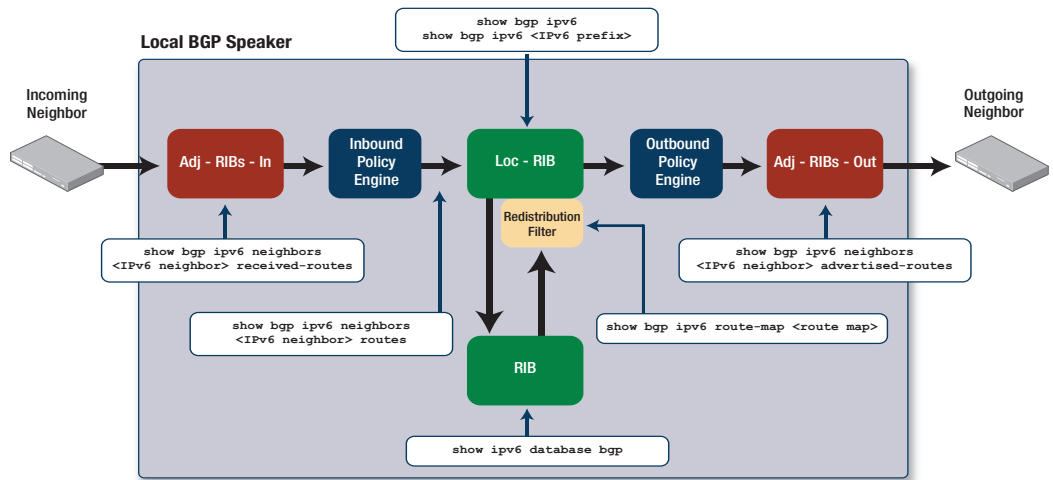 show bgp ipv6
show bgp ipv6 <IPv6 prefix>
Local BGP Speaker
Incoming
Neighbor
Outgoing
Neighbor
Adj - RIBs - In
Inbound
Policy
Engine
Loc - RIB
Outbound
Policy
Engine
Adj - RIBs - Out
Redistribution
Filter
show bgp ipv6 neighbors
<IPv6 neighbor> received-routes
show bgp ipv6 neighbors
<IPv6 neighbor> advertised-routes
show bgp ipv6 neighbors
<IPv6 neighbor> routes
show bgp ipv6 route-map <route map>
RIB
show ipv6 database bgp